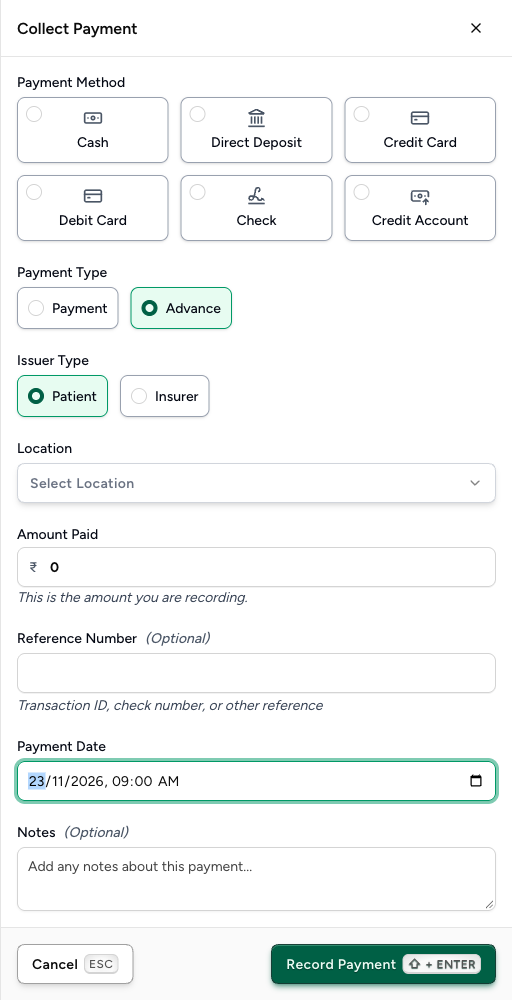 Collect Payment
Payment Method
Cash
Direct Deposit
Credit Card
Debit Card
Check
Credit Account
Payment Type
Payment
Advance
Issuer Type
Patient
Insurer
Location
Select Location
Amount Paid
₹ 0
This is the amount you are recording.
Reference Number (Optional)
Transaction ID, check number, or other reference
Payment Date
23/11/2026, 09:00 AM
Notes (Optional)
Add any notes about this payment...
Cancel ESC
Record Payment ⇧ + ENTER